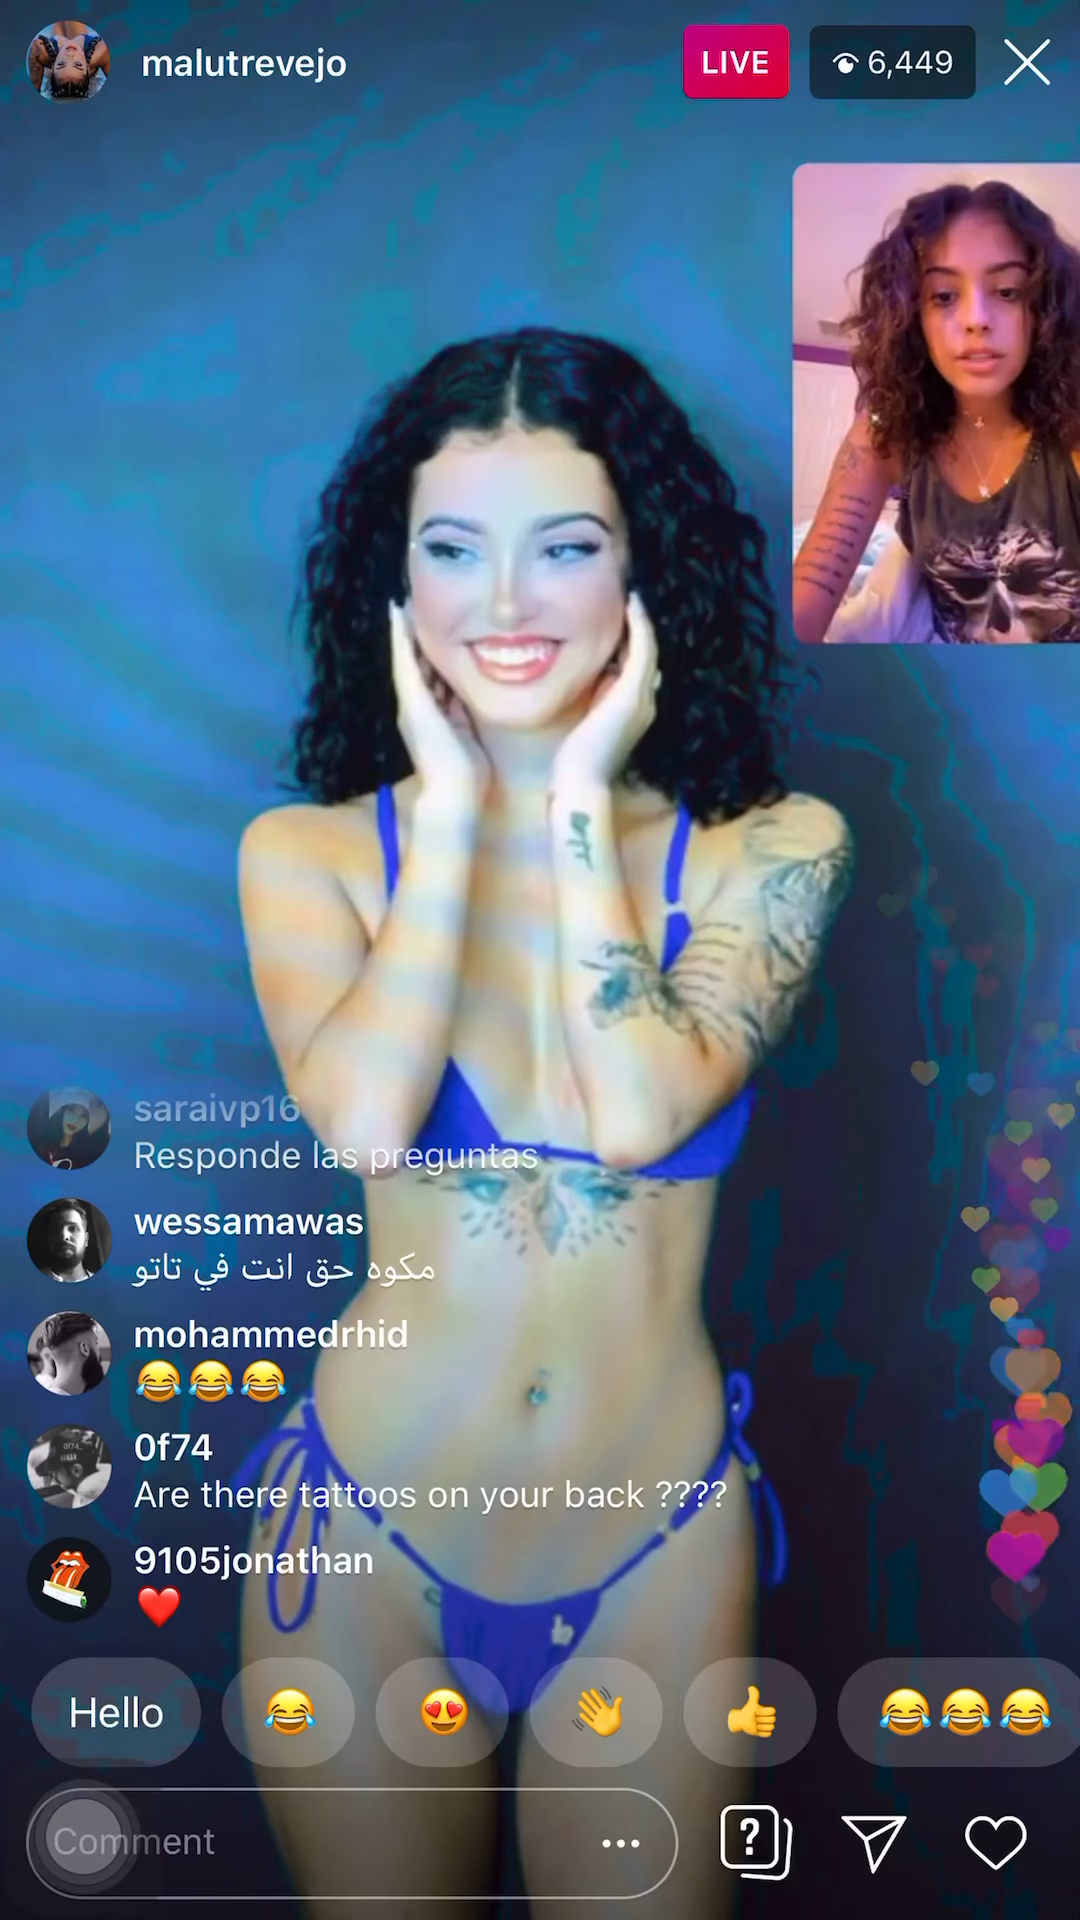 malutrevejo
LIVE
6,449
saraivp16
Responde las preguntas
wessamawas
مكوه حق انت في تاتو
mohammedrhid
😂😂😂
0f74
Are there tattoos on your back ????
9105jonathan
❤️
Hello
😂 😍 👋 👍 😂😂😂
Comment